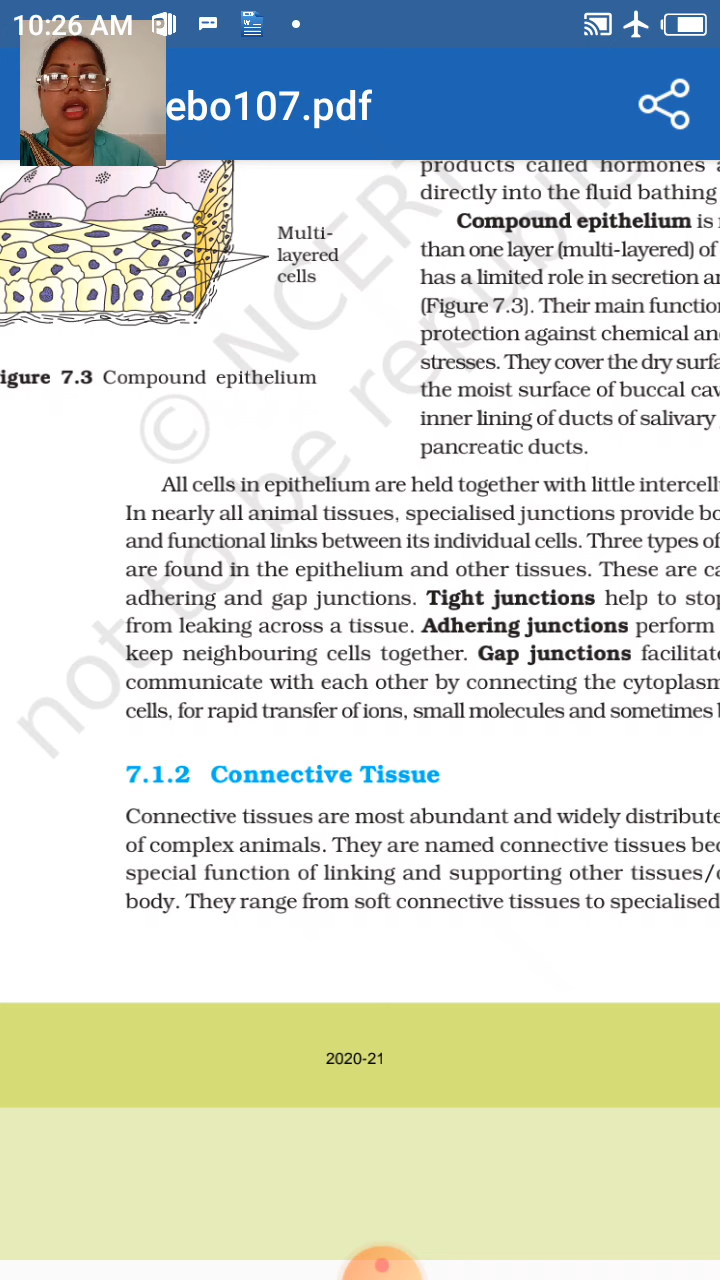 10:26 AM
ebo107.pdf
products called hormones
directly into the fluid bathing
Multi-
layered
cells
Compound epithelium is
than one layer (multi-layered) of
has a limited role in secretion
(Figure 7.3). Their main
protection against chemical
stresses. They cover the dry
the moist surface of buccal
inner lining of ducts of salivary
pancreatic ducts.
igure 7.3 Compound epithelium
© NCERT
not to be republi
All cells in epithelium are held together with little intercell
In nearly all animal tissues, specialised junctions provide
and functional links between its individual cells. Three types of
are found in the epithelium and other tissues. These are
adhering and gap junctions. Tight junctions help to
from leaking across a tissue. Adhering junctions perform
keep neighbouring cells together. Gap junctions facilitate
communicate with each other by connecting the cytoplasm
cells, for rapid transfer of ions, small molecules and sometimes
7.1.2 Connective Tissue
Connective tissues are most abundant and widely distribute
of complex animals. They are named connective tissues
special function of linking and supporting other tissues/
body. They range from soft connective tissues to specialised
2020-21